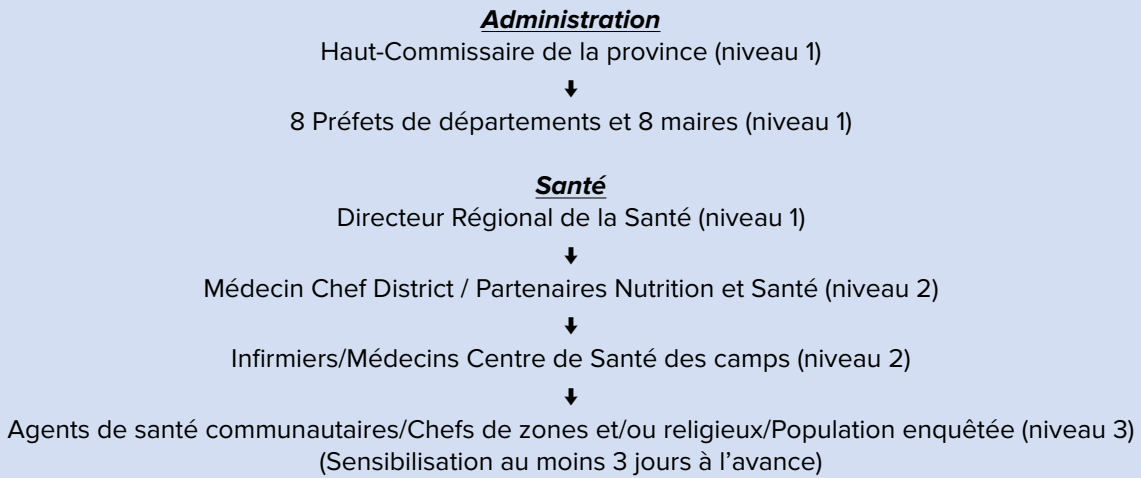 Administration
Haut-Commissaire de la province (niveau 1)
⬇
8 Préfets de départements et 8 maires (niveau 1)
Santé
Directeur Régional de la Santé (niveau 1)
⬇
Médecin Chef District / Partenaires Nutrition et Santé (niveau 2)
⬇
Infirmiers/Médecins Centre de Santé des camps (niveau 2)
⬇
Agents de santé communautaires/Chefs de zones et/ou religieux/Population enquêtée (niveau 3)
(Sensibilisation au moins 3 jours à l’avance)